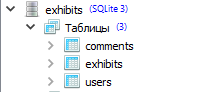 exhibits (SQLite 3)
Таблицы (3)
comments
exhibits
users